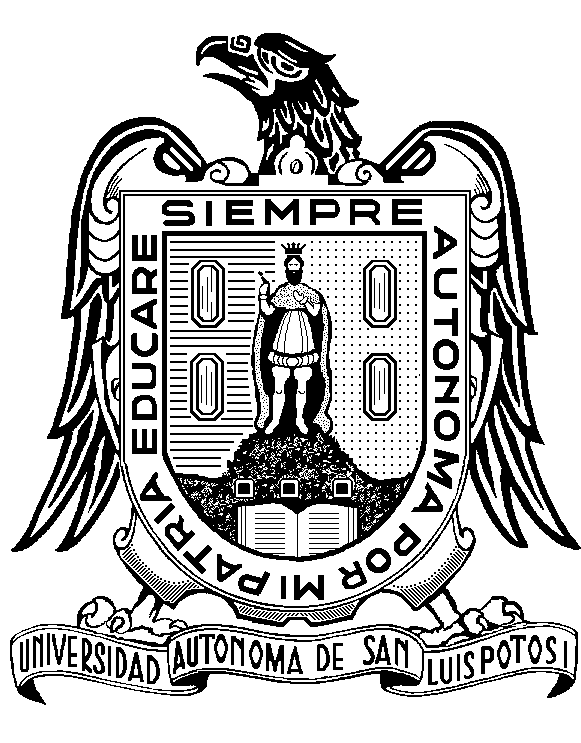 SIEMPRE AUTONOMA POR MI PATRIA EDUCARE
UNIVERSIDAD AUTONOMA DE SAN LUIS POTOSI